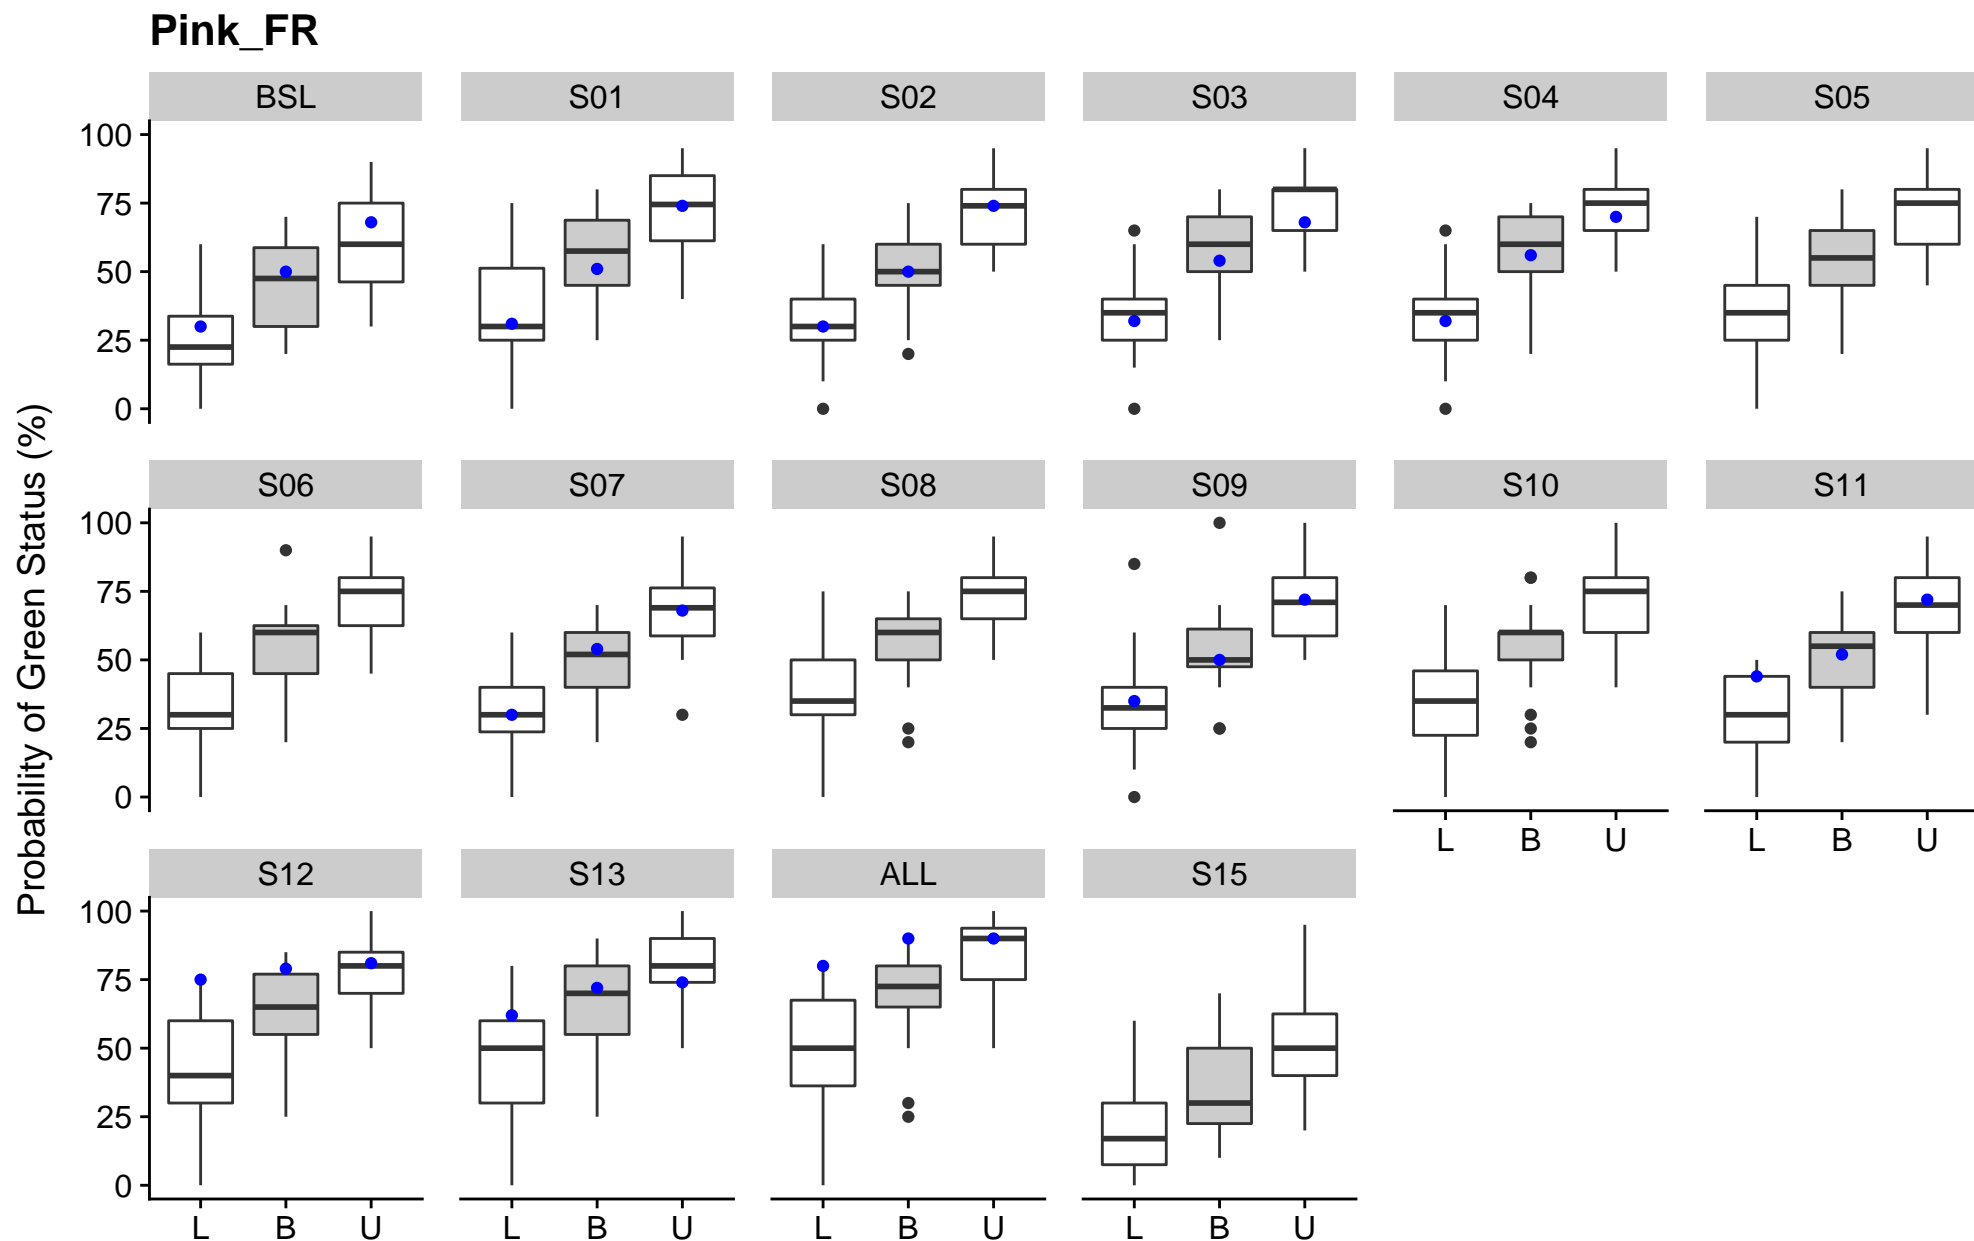 Pink_FR
BSL S01 S02 S03 S04 S05
100
75
50
25
0
S06 S07 S08 S09 S10 S11
100
75
50
25
0
L B U L B U
S12 S13 ALL S15
100
75
50
25
0
L B U L B U L B U L B U
Probability of Green Status (%)